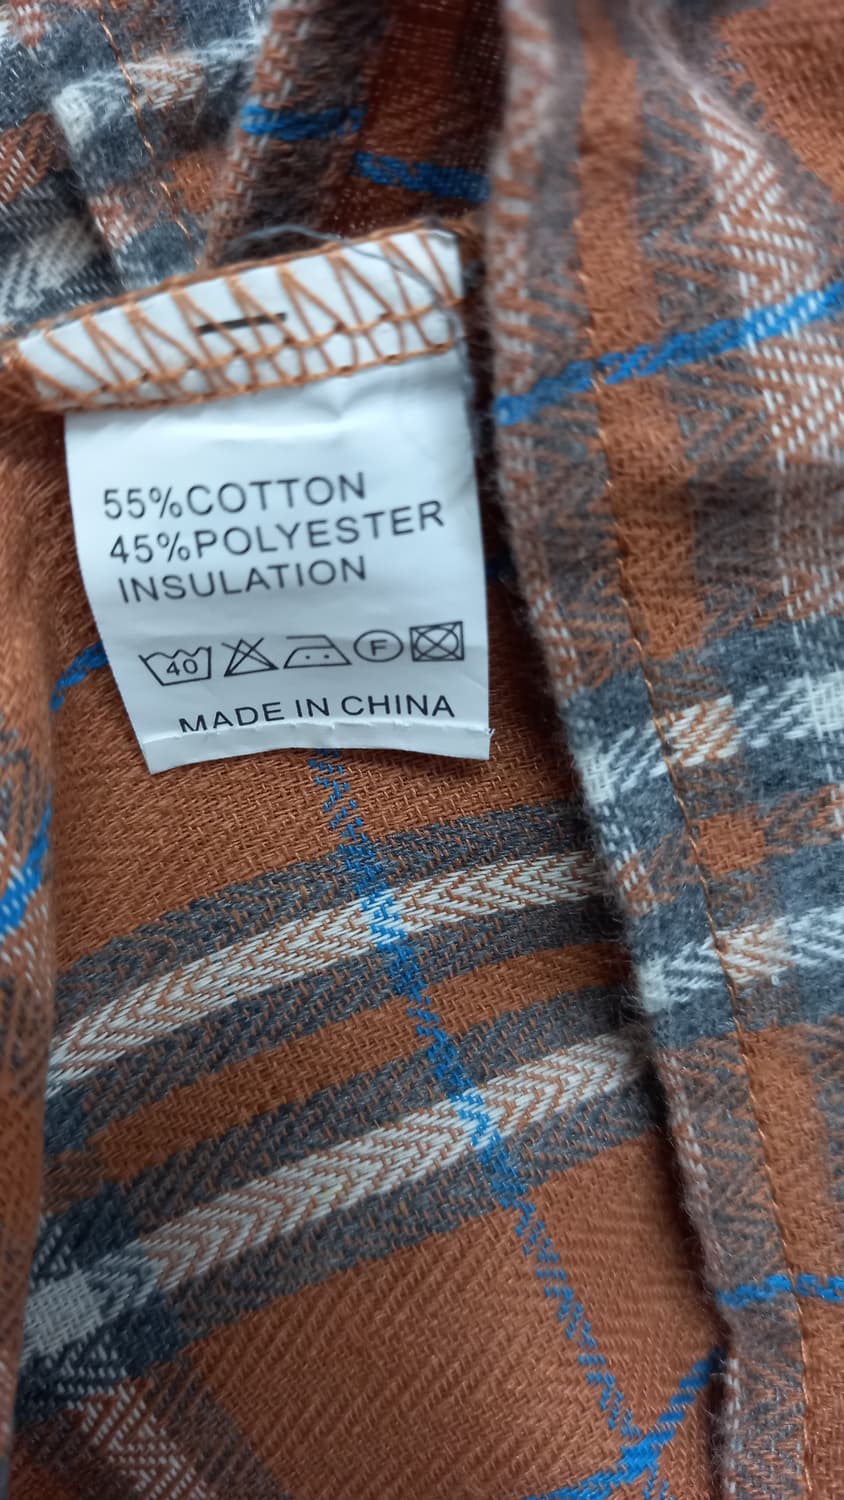 55%COTTON
45%POLYESTER
INSULATION
40 F
MADE IN CHINA